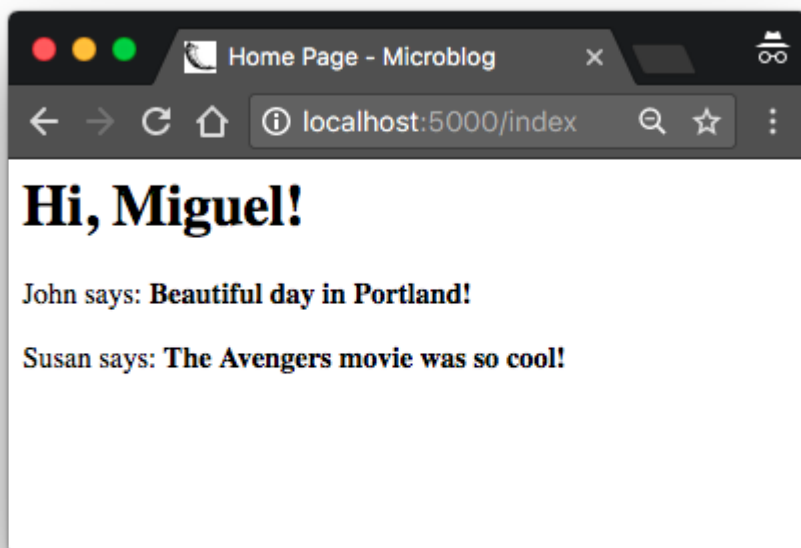 Home Page - Microblog
localhost:5000/index
Hi, Miguel!
John says: Beautiful day in Portland!
Susan says: The Avengers movie was so cool!